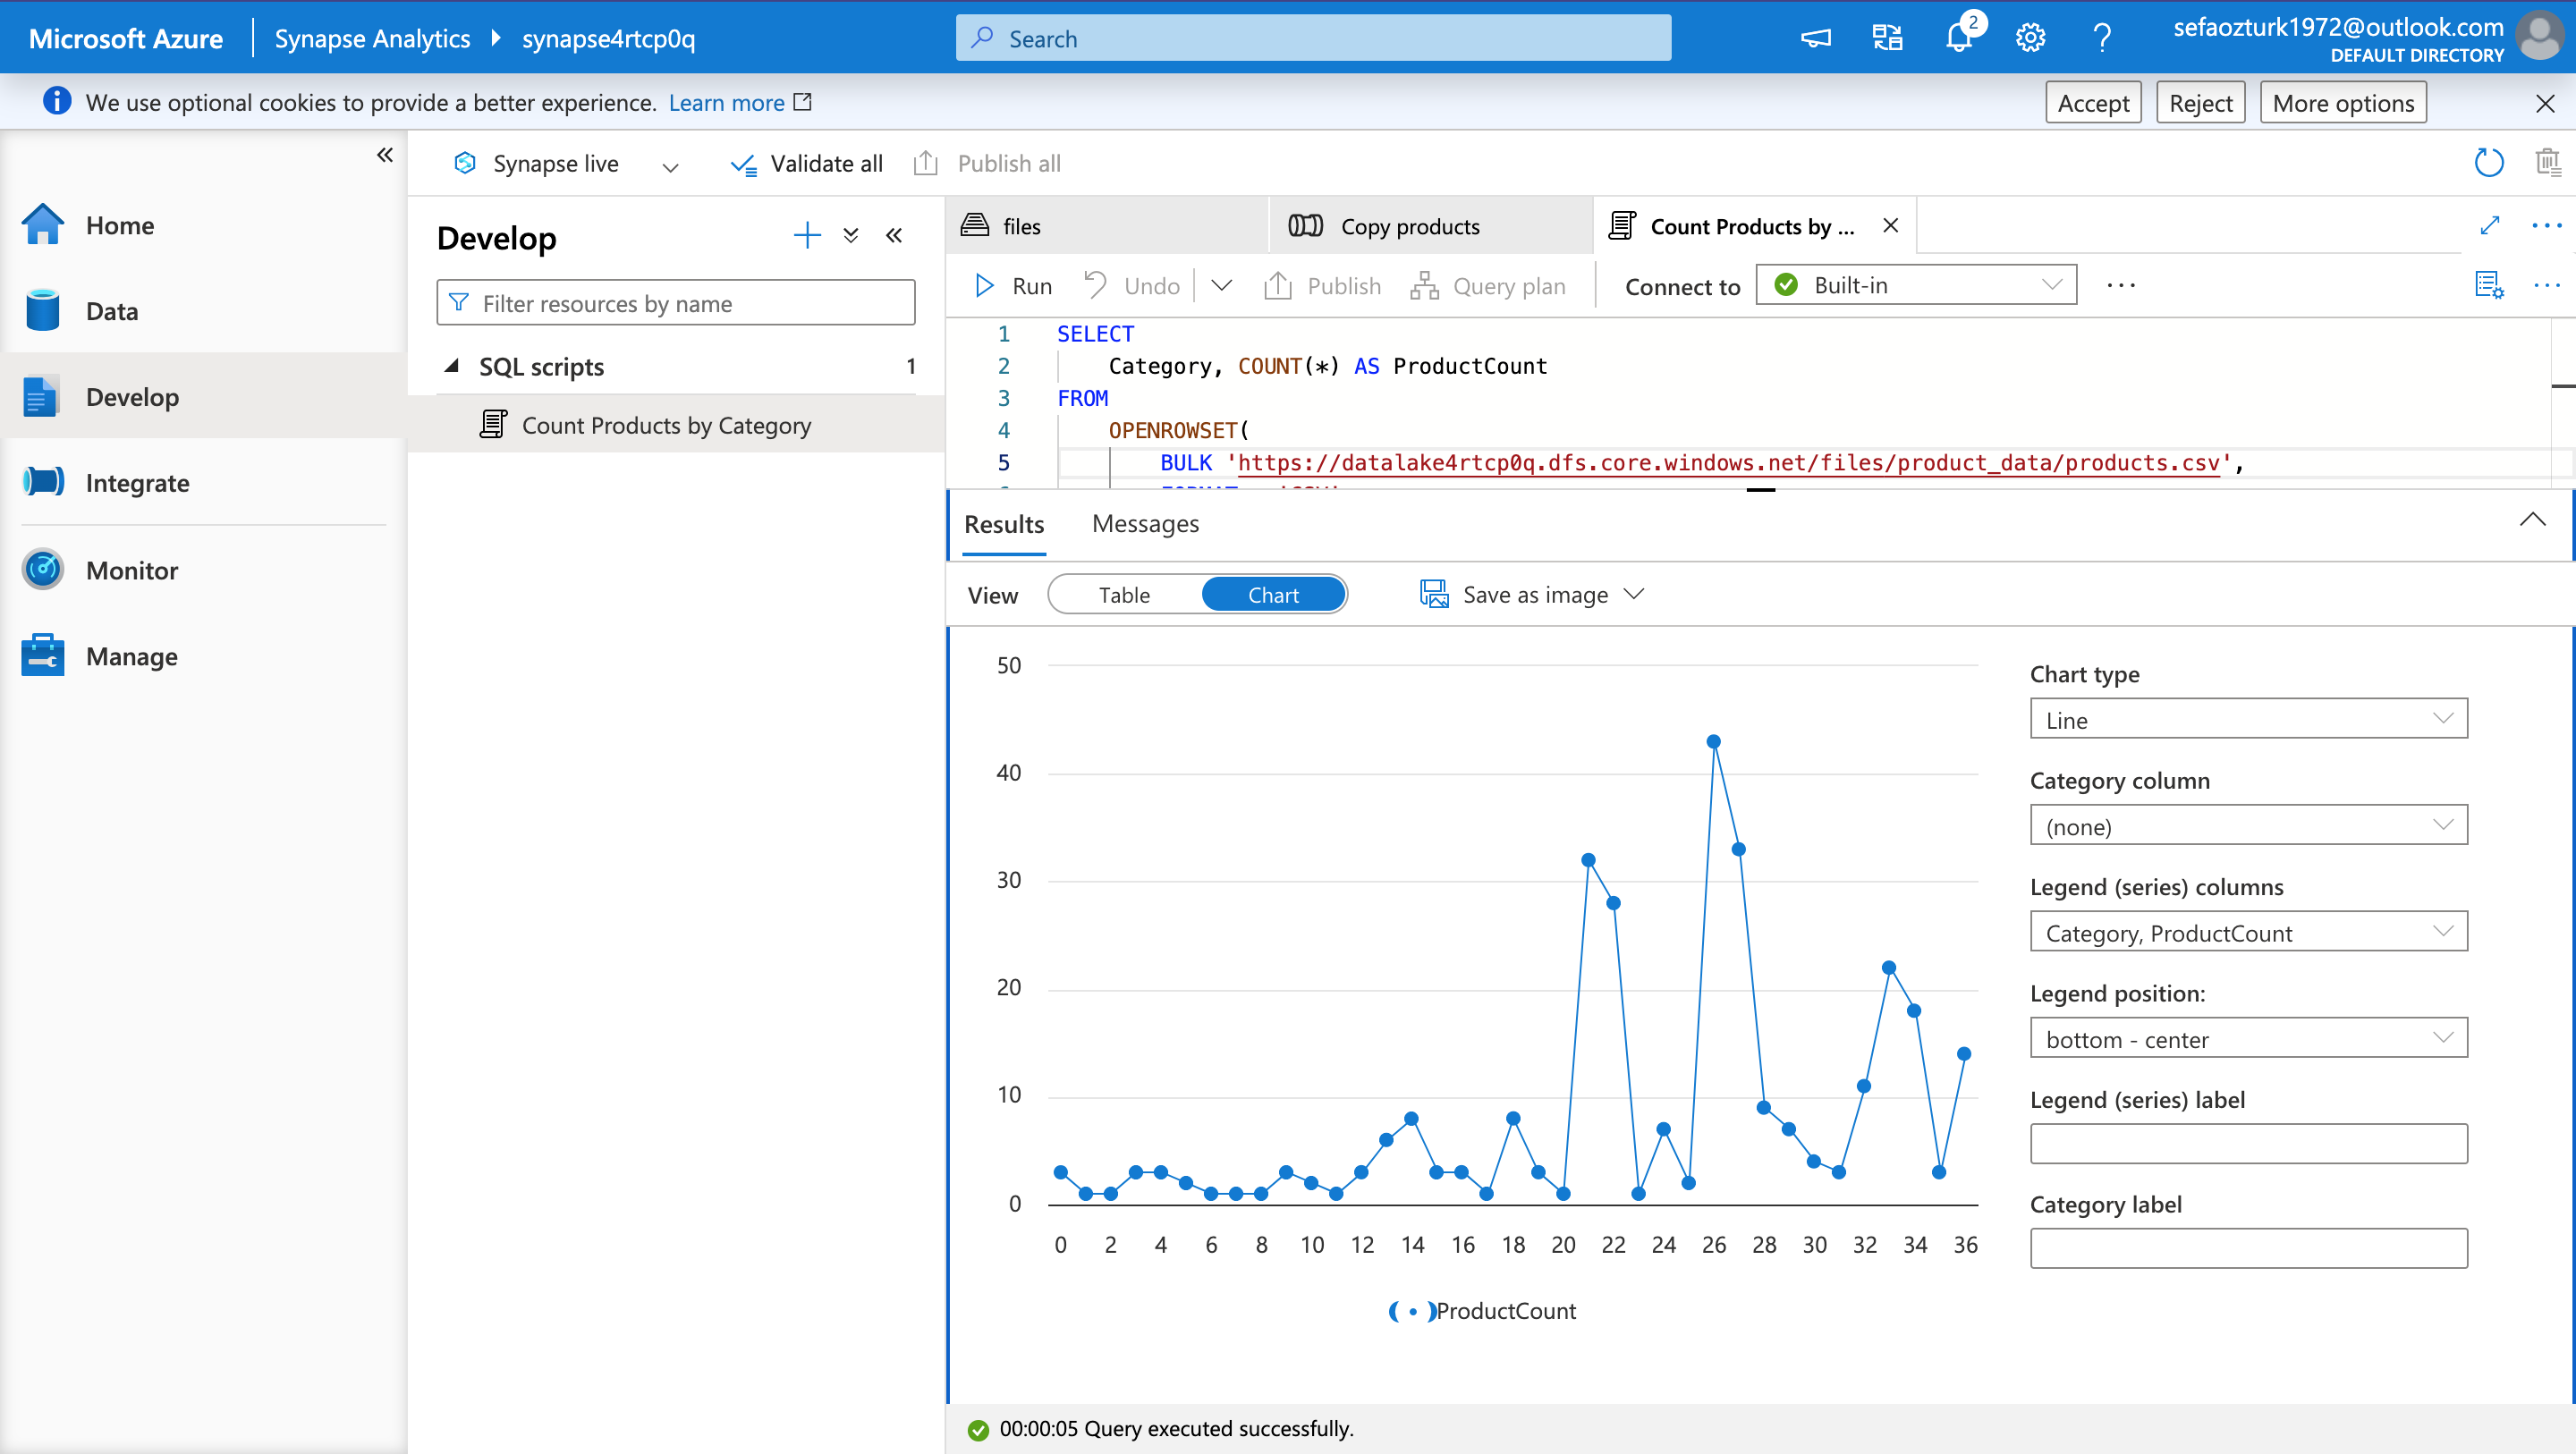 Microsoft Azure
Synapse Analytics
synapse4rtcp0q
Search
2
sefaozturk1972@outlook.com
DEFAULT DIRECTORY
We use optional cookies to provide a better experience. Learn more
Accept
Reject
More options
Synapse live
Validate all
Publish all
Home
Data
Develop
Integrate
Monitor
Manage
Develop
Filter resources by name
SQL scripts 1
Count Products by Category
files
Copy products
Count Products by ...
Run
Undo
Publish
Query plan
Connect to
Built-in
1 SELECT
2 Category, COUNT(*) AS ProductCount
3 FROM
4 OPENROWSET(
5 BULK 'https://datalake4rtcp0q.dfs.core.windows.net/files/product_data/products.csv',
Results
Messages
View
Table
Chart
Save as image
50
40
30
20
10
0
0 2 4 6 8 10 12 14 16 18 20 22 24 26 28 30 32 34 36
ProductCount
Chart type
Line
Category column
(none)
Legend (series) columns
Category, ProductCount
Legend position:
bottom - center
Legend (series) label
Category label
00:00:05 Query executed successfully.